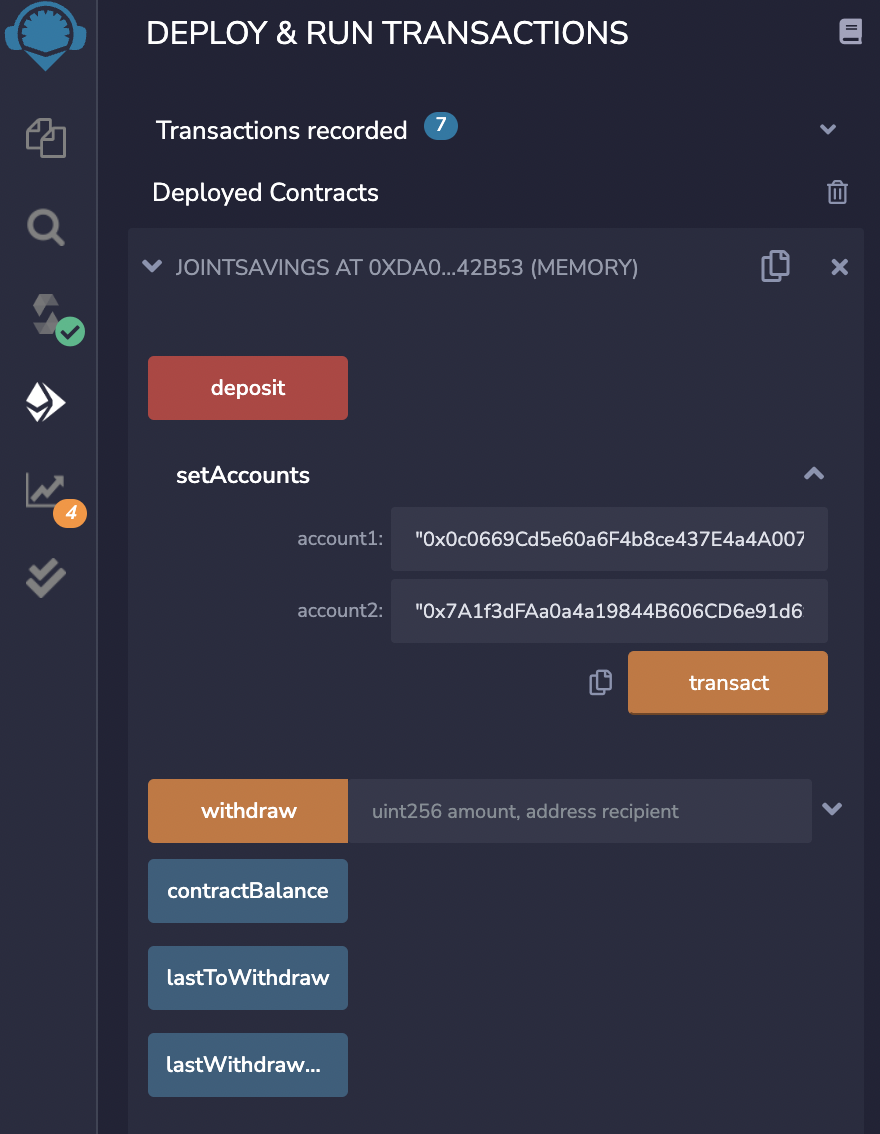 DEPLOY & RUN TRANSACTIONS
Transactions recorded 7
Deployed Contracts
JOINTSAVINGS AT 0XDA0...42B53 (MEMORY)
deposit
setAccounts
account1: "0x0c0669Cd5e60a6F4b8ce437E4a4A007
account2: "0x7A1f3dFAa0a4a19844B606CD6e91d6
transact
4
withdraw uint256 amount, address recipient
contractBalance
lastToWithdraw
lastWithdraw...